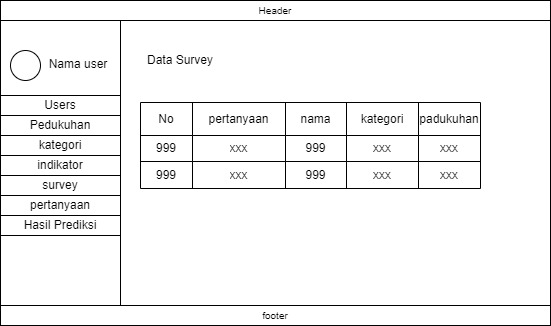 Header
Nama user
Users
Pedukuhan
kategori
indikator
survey
pertanyaan
Hasil Prediksi
Data Survey
No pertanyaan nama kategori padukuhan
999 xxx 999 xxx xxx
999 xxx 999 xxx xxx
footer